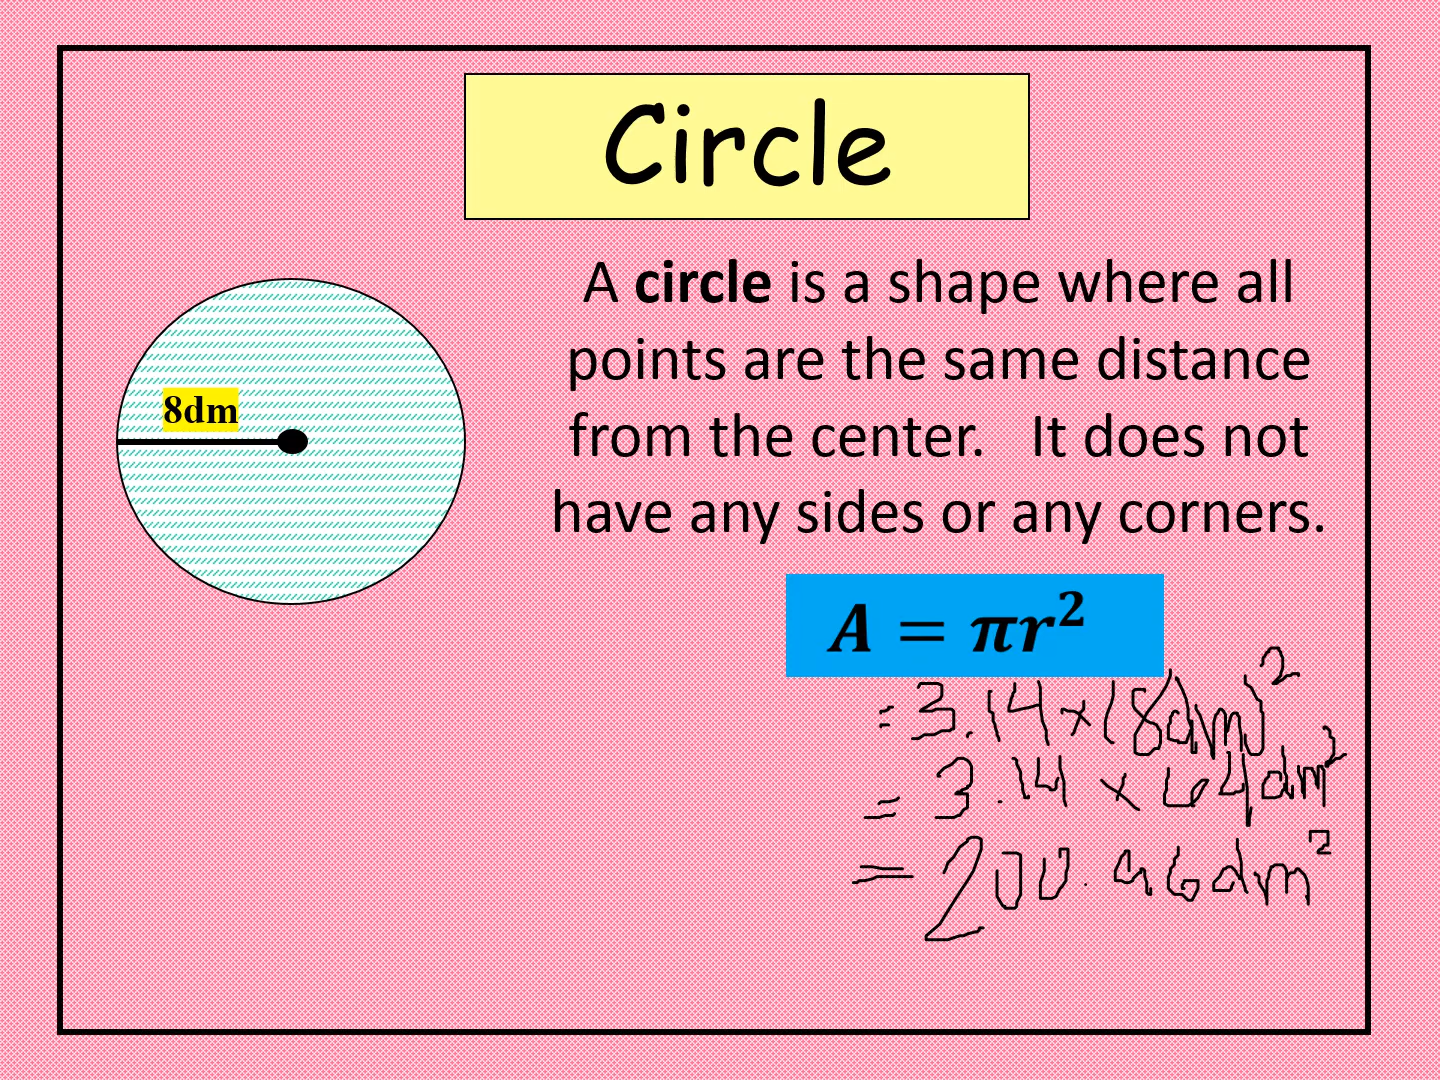 Circle
A circle is a shape where all
points are the same distance
from the center. It does not
have any sides or any corners.
8dm
A = πr²
= 3.14 × (8dm)²
= 3.14 × 64dm²
= 200.96dm²